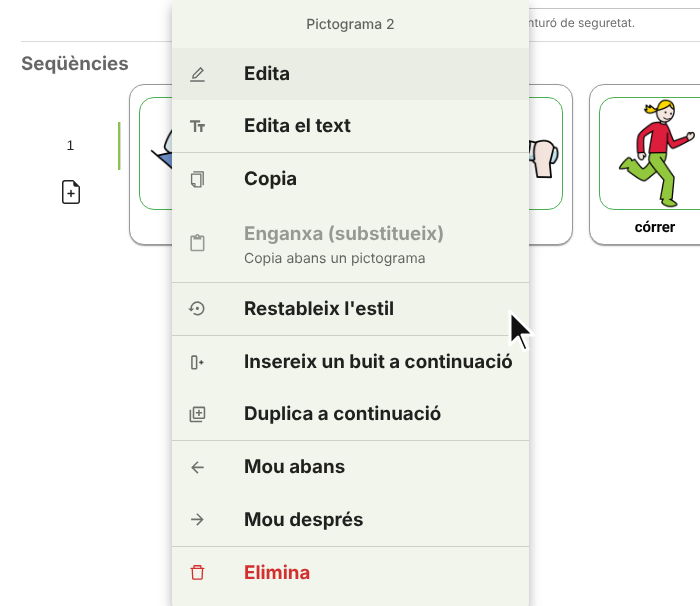 Pictograma 2
nturó de seguretat.
Seqüències
Edita
1
Edita el text
Copia
Enganxa (substitueix)
Copia abans un pictograma
córrer
Restableix l'estil
Insereix un buit a continuació
Duplica a continuació
Mou abans
Mou després
Elimina